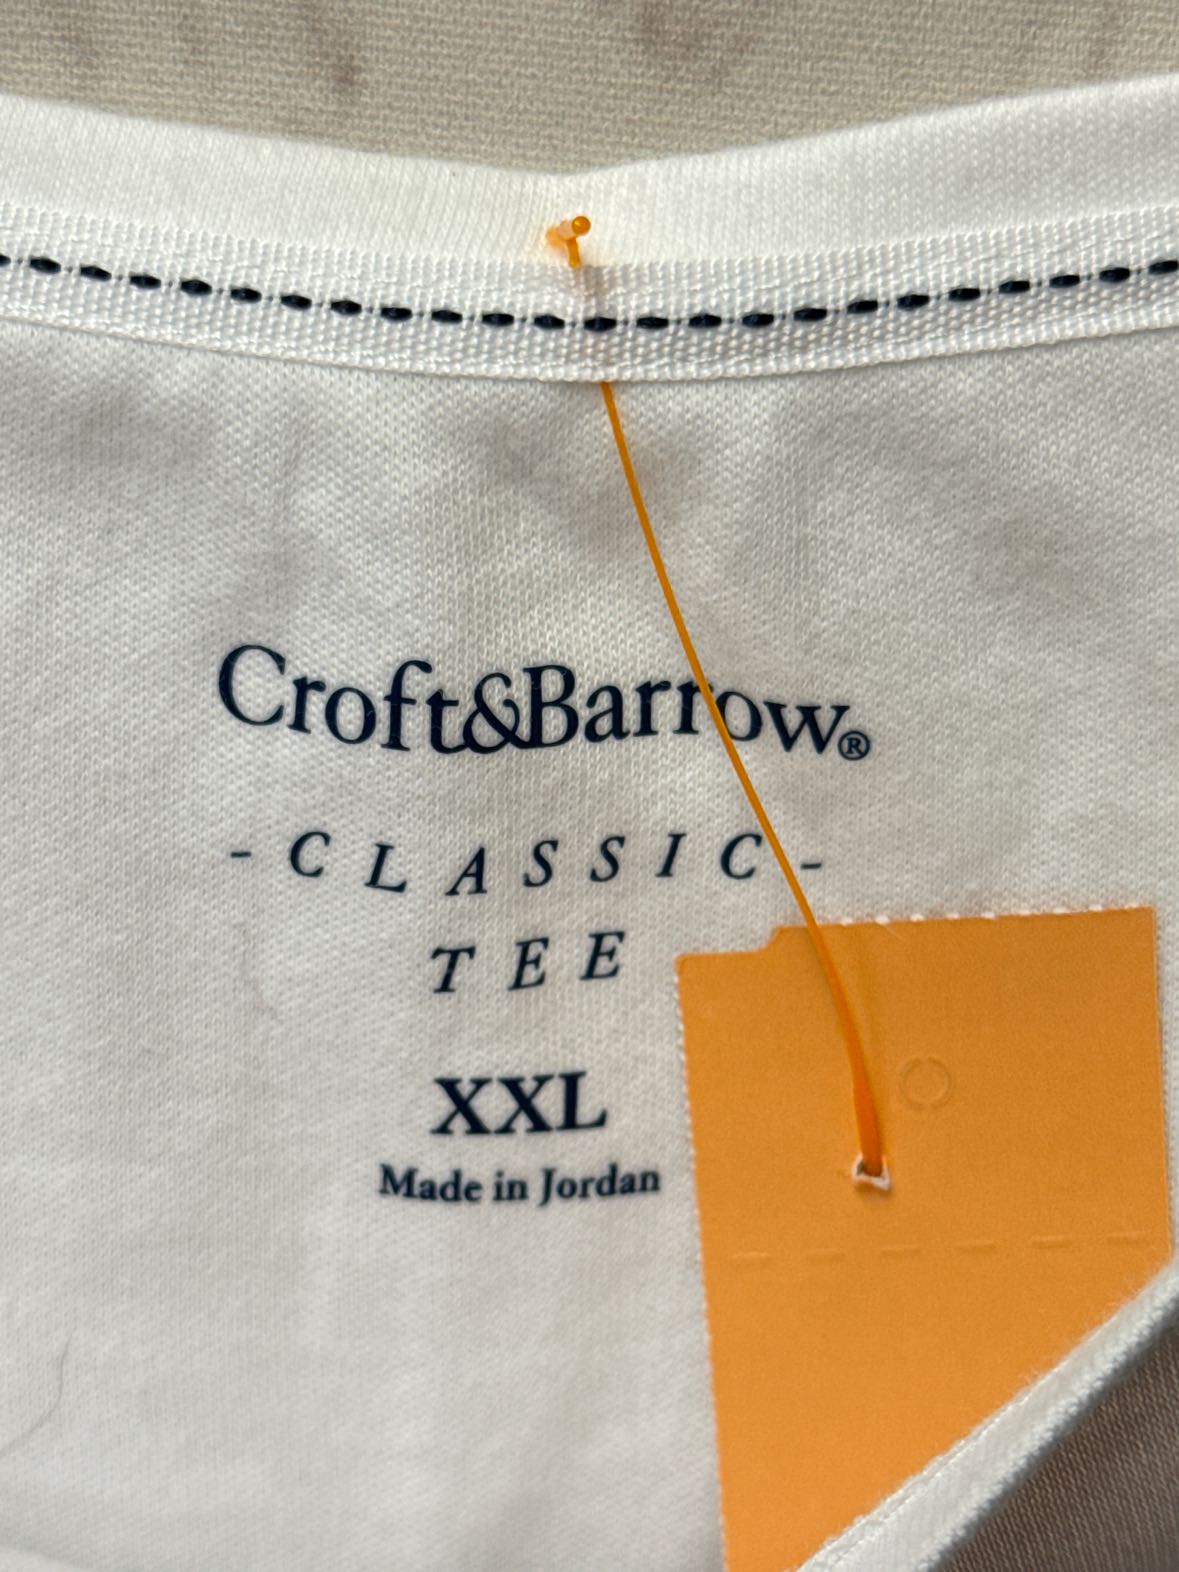 Croft&Barrow®
- CLASSIC -
TEE
XXL
Made in Jordan